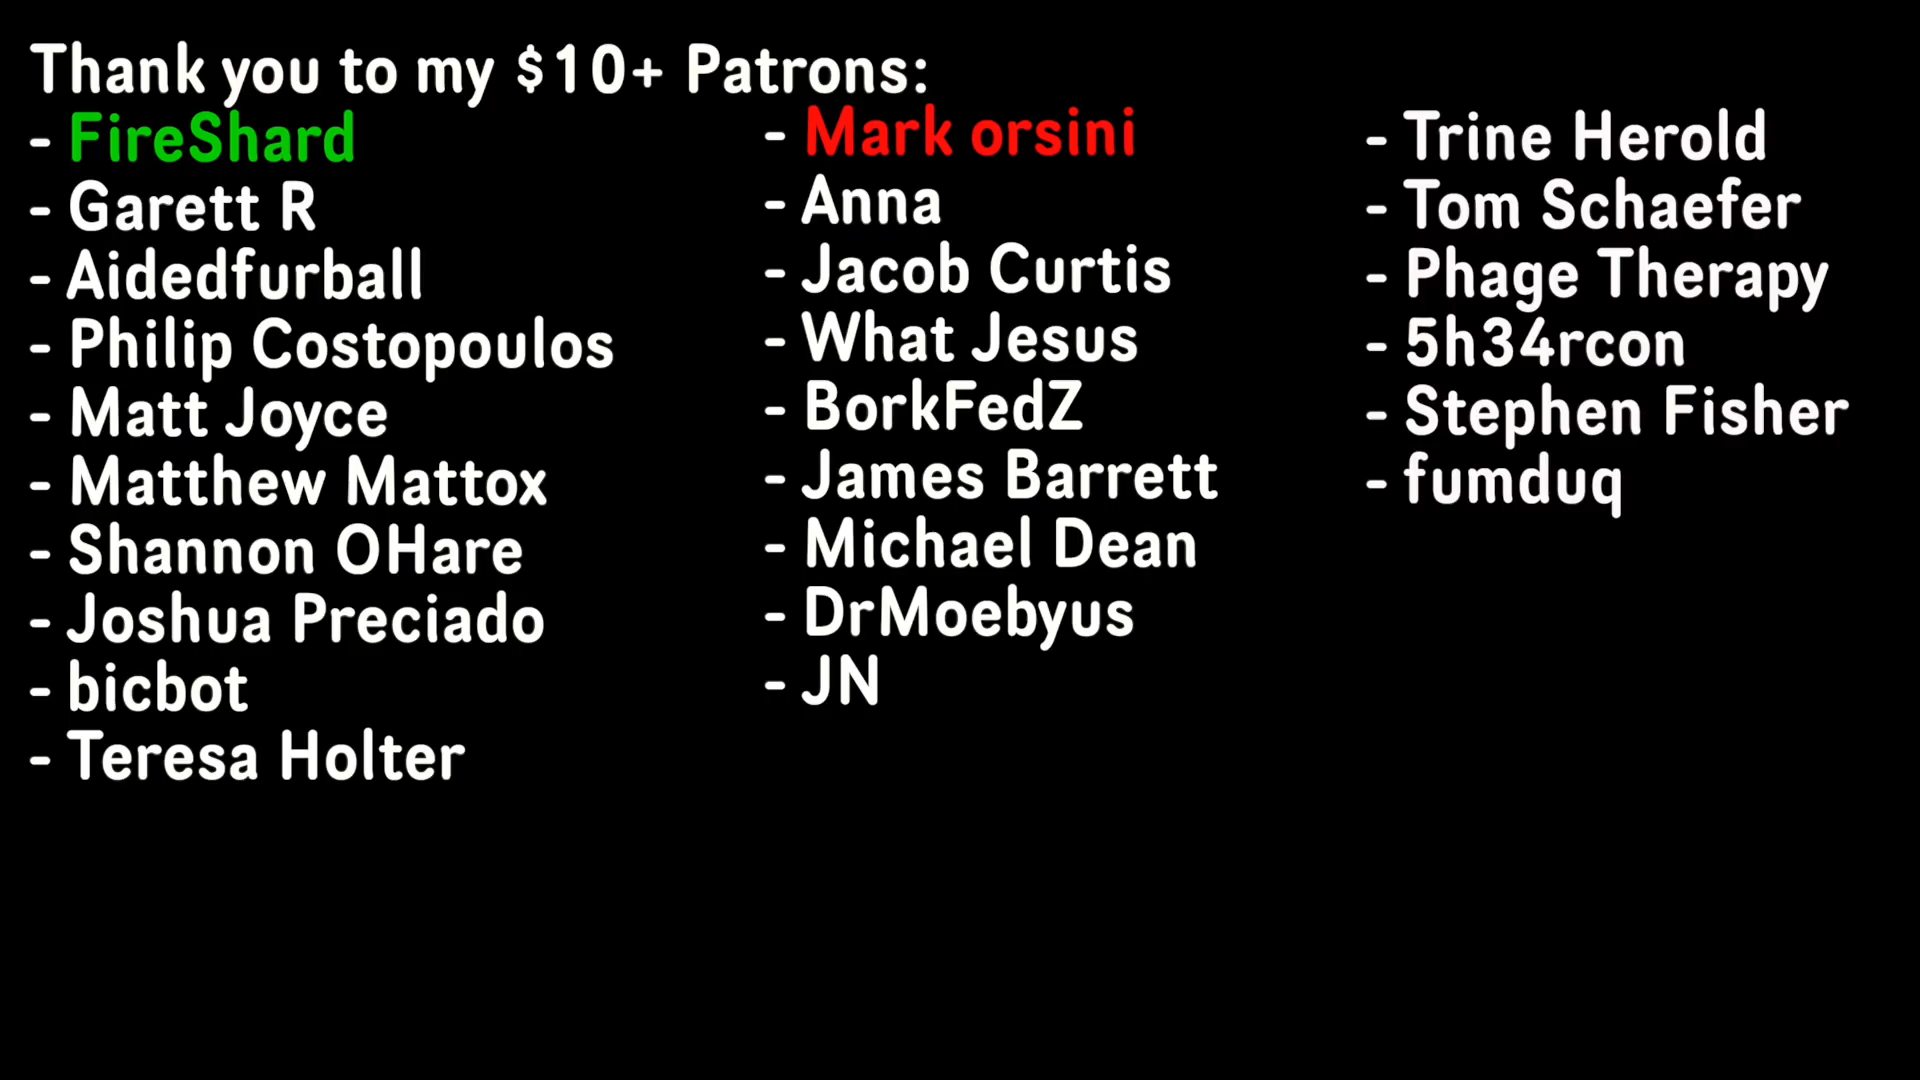 Thank you to my $10+ Patrons:
- FireShard
- Garett R
- Aidedfurball
- Philip Costopoulos
- Matt Joyce
- Matthew Mattox
- Shannon OHare
- Joshua Preciado
- bicbot
- Teresa Holter
- Mark orsini
- Anna
- Jacob Curtis
- What Jesus
- BorkFedZ
- James Barrett
- Michael Dean
- DrMoebyus
- JN
- Trine Herold
- Tom Schaefer
- Phage Therapy
- 5h34rcon
- Stephen Fisher
- fumduq